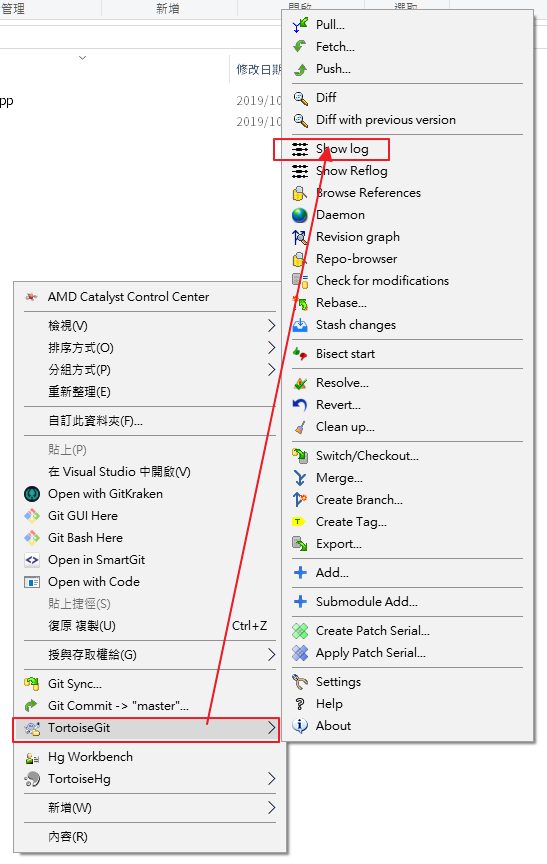 管理
新增
開啟
選取
修改日期
pp
2019/10
2019/10
AMD Catalyst Control Center
檢視(V)
排序方式(O)
分組方式(P)
重新整理(E)
自訂此資料夾(F)...
貼上(P)
在 Visual Studio 中開啟(V)
Open with GitKraken
Git GUI Here
Git Bash Here
Open in SmartGit
Open with Code
貼上捷徑(S)
復原 複製(U) Ctrl+Z
授與存取權給(G)
Git Sync...
Git Commit -> "master"...
TortoiseGit
Hg Workbench
TortoiseHg
新增(W)
內容(R)
Pull...
Fetch...
Push...
Diff
Diff with previous version
Show log
Show Reflog
Browse References
Daemon
Revision graph
Repo-browser
Check for modifications
Rebase...
Stash changes
Bisect start
Resolve...
Revert...
Clean up...
Switch/Checkout...
Merge...
Create Branch...
Create Tag...
Export...
Add...
Submodule Add...
Create Patch Serial...
Apply Patch Serial...
Settings
Help
About